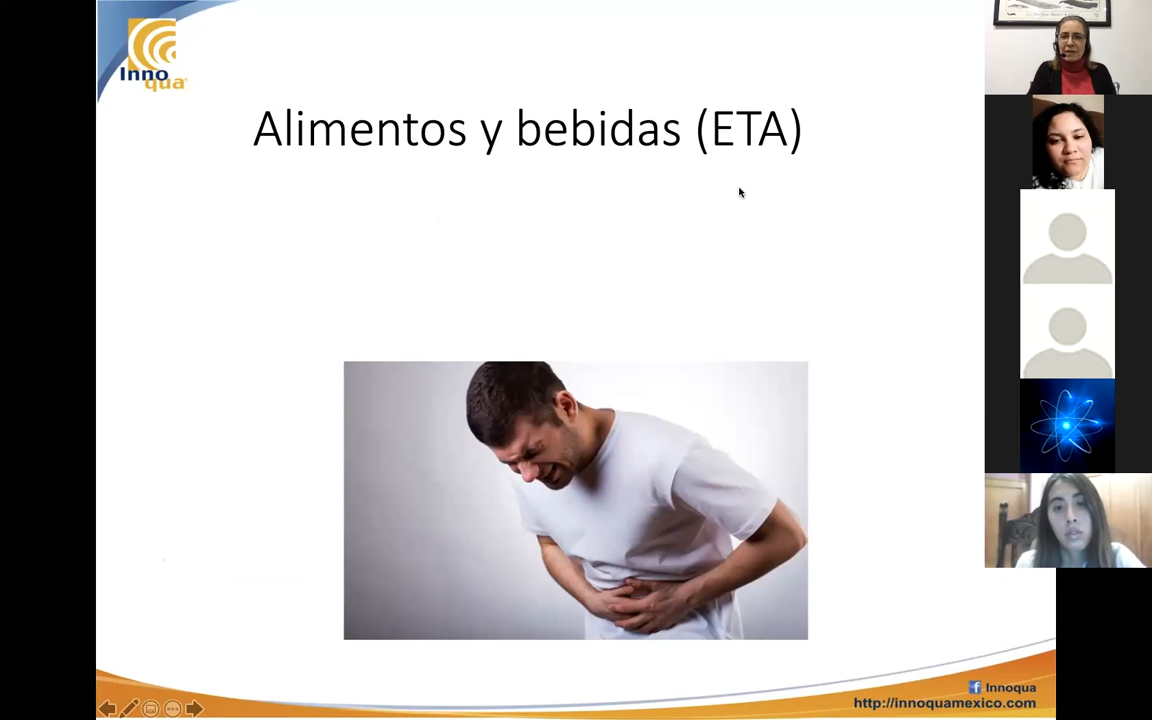 Inno
qua
Alimentos y bebidas (ETA)
Innoqua
http://innoquamexico.com